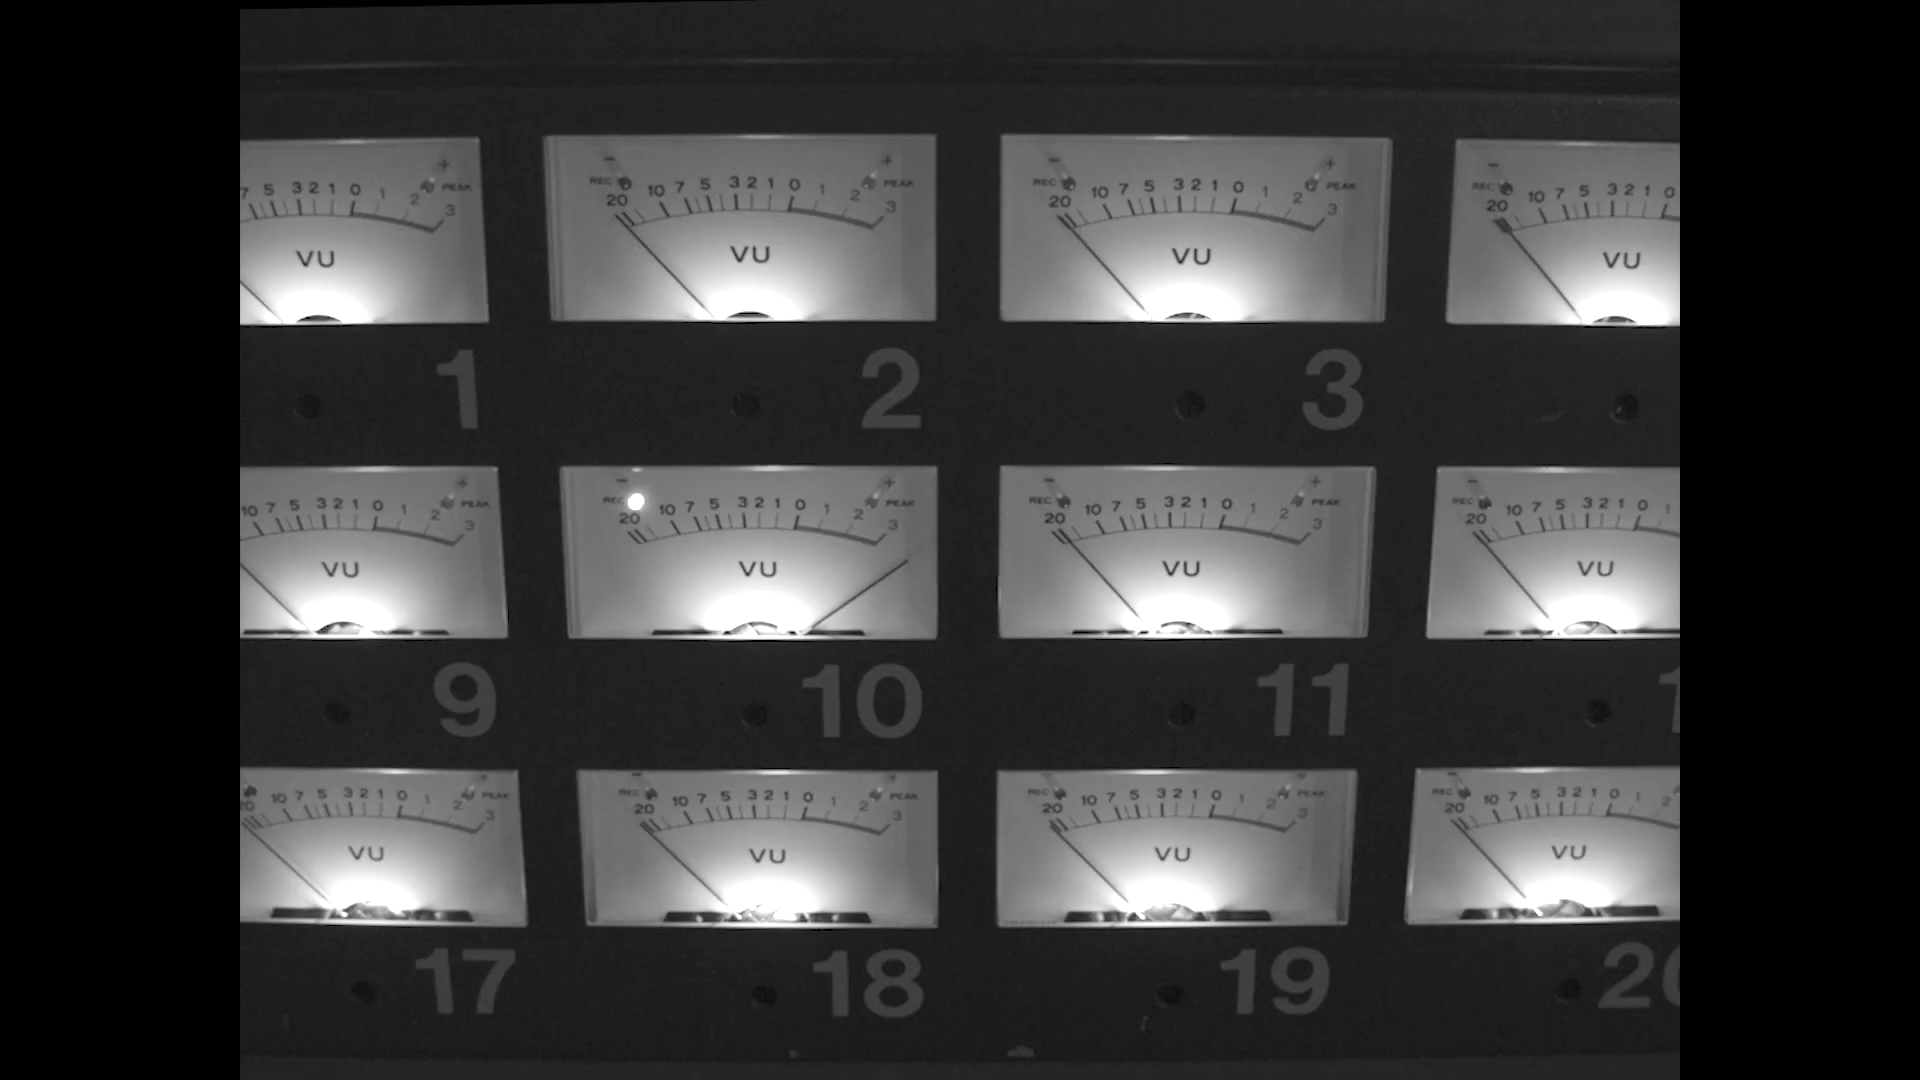 7 5 3 2 1 0 1 2 3 + PEAK
VU
1
- REC 20 10 7 5 3 2 1 0 1 2 3 + PEAK
VU
2
- REC 20 10 7 5 3 2 1 0 1 2 3 + PEAK
VU
3
- REC 20 10 7 5 3 2 1 0
VU
10 7 5 3 2 1 0 1 2 3 + PEAK
VU
9
- REC 20 10 7 5 3 2 1 0 1 2 3 + PEAK
VU
10
- REC 20 10 7 5 3 2 1 0 1 2 3 + PEAK
VU
11
- REC 20 10 7 5 3 2 1 0 1
VU
1
20 10 7 5 3 2 1 0 1 2 3 PEAK
VU
17
REC 20 10 7 5 3 2 1 0 1 2 3 PEAK
VU
18
REC 20 10 7 5 3 2 1 0 1 2 3 PEAK
VU
19
REC 20 10 7 5 3 2 1 0 1 2
VU
20